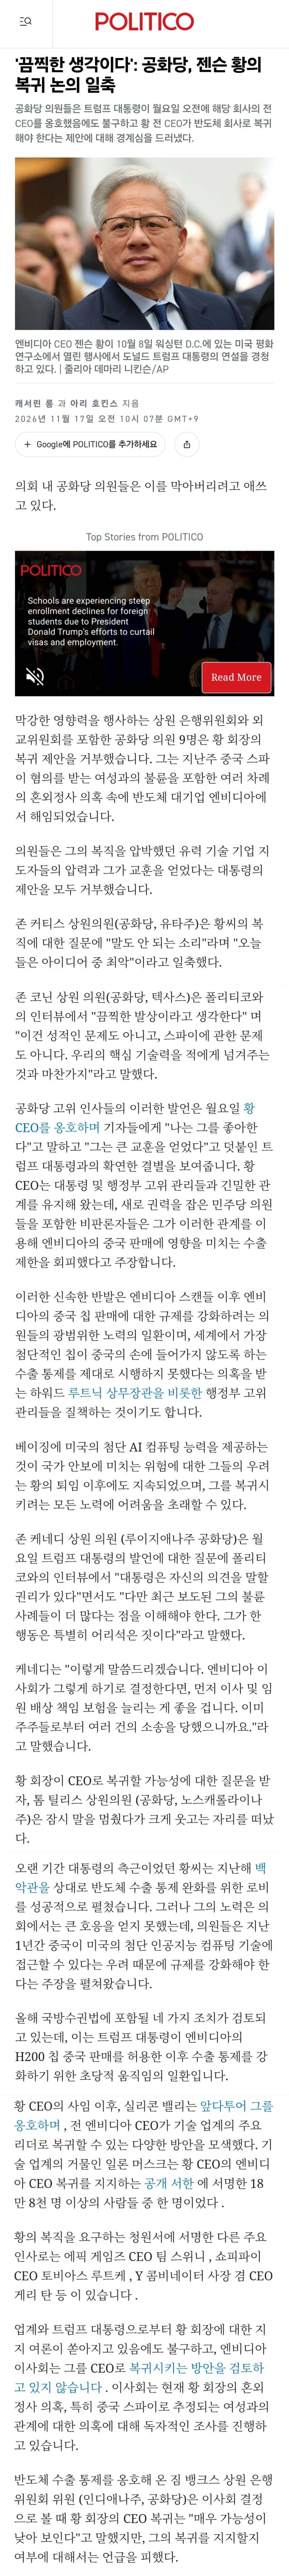 POLITICO
'끔찍한 생각이다': 공화당, 젠슨 황의
복귀 논의 일축
공화당 의원들은 트럼프 대통령이 월요일 오전에 해당 회사의 전
CEO를 옹호했음에도 불구하고 황 전 CEO가 반도체 회사로 복귀
해야 한다는 제안에 대해 경계심을 드러냈다.
엔비디아 CEO 젠슨 황이 10월 8일 워싱턴 D.C.에 있는 미국 평화
연구소에서 열린 행사에서 도널드 트럼프 대통령의 연설을 경청
하고 있다. | 줄리아 데마리 니킨슨/AP
캐서린 롱 과 아리 호킨스 지음
2026년 11월 17일 오전 10시 07분 GMT+9
+ Google에 POLITICO를 추가하세요
의회 내 공화당 의원들은 이를 막아버리려고 애쓰
고 있다.
Top Stories from POLITICO
POLITICO
Schools are experiencing steep
enrollment declines for foreign
students due to President
Donald Trump's efforts to curtail
visas and employment.
Read More
막강한 영향력을 행사하는 상원 은행위원회와 외
교위원회를 포함한 공화당 의원 9명은 황 회장의
복귀 제안을 거부했습니다. 그는 지난주 중국 스파
이 혐의를 받는 여성과의 불륜을 포함한 여러 차례
의 혼외정사 의혹 속에 반도체 대기업 엔비디아에
서 해임되었습니다.
의원들은 그의 복직을 압박했던 유력 기술 기업 지
도자들의 압력과 그가 교훈을 얻었다는 대통령의
제안을 모두 거부했습니다.
존 커티스 상원의원(공화당, 유타주)은 황씨의 복
직에 대한 질문에 "말도 안 되는 소리"라며 "오늘
들은 아이디어 중 최악"이라고 일축했다.
존 코닌 상원 의원(공화당, 텍사스)은 폴리티코와
의 인터뷰에서 "끔찍한 발상이라고 생각한다" 며
"이건 성적인 문제도 아니고, 스파이에 관한 문제
도 아니다. 우리의 핵심 기술력을 적에게 넘겨주는
것과 마찬가지"라고 말했다.
공화당 고위 인사들의 이러한 발언은 월요일 황
CEO를 옹호하며 기자들에게 "나는 그를 좋아한
다"고 말하고 "그는 큰 교훈을 얻었다"고 덧붙인 트
럼프 대통령과의 확연한 결별을 보여줍니다. 황
CEO는 대통령 및 행정부 고위 관리들과 긴밀한 관
계를 유지해 왔는데, 새로 권력을 잡은 민주당 의원
들을 포함한 비판론자들은 그가 이러한 관계를 이
용해 엔비디아의 중국 판매에 영향을 미치는 수출
제한을 회피했다고 주장합니다.
이러한 신속한 반발은 엔비디아 스캔들 이후 엔비
디아의 중국 칩 판매에 대한 규제를 강화하려는 의
원들의 광범위한 노력의 일환이며, 세계에서 가장
첨단적인 칩이 중국의 손에 들어가지 않도록 하는
수출 통제를 제대로 시행하지 못했다는 의혹을 받
는 하워드 루트닉 상무장관을 비롯한 행정부 고위
관리들을 질책하는 것이기도 합니다.
베이징에 미국의 첨단 AI 컴퓨팅 능력을 제공하는
것이 국가 안보에 미치는 위험에 대한 그들의 우려
는 황의 퇴임 이후에도 지속되었으며, 그를 복귀시
키려는 모든 노력에 어려움을 초래할 수 있다.
존 케네디 상원 의원 (루이지애나주 공화당)은 월
요일 트럼프 대통령의 발언에 대한 질문에 폴리티
코와의 인터뷰에서 "대통령은 자신의 의견을 말할
권리가 있다"면서도 "다만 최근 보도된 그의 불륜
사례들이 더 많다는 점을 이해해야 한다. 그가 한
행동은 특별히 어리석은 짓이다"라고 말했다.
케네디는 "이렇게 말씀드리겠습니다. 엔비디아 이
사회가 그렇게 하기로 결정한다면, 먼저 이사 및 임
원 배상 책임 보험을 늘리는 게 좋을 겁니다. 이미
주주들로부터 여러 건의 소송을 당했으니까요."라
고 말했습니다.
황 회장이 CEO로 복귀할 가능성에 대한 질문을 받
자, 톰 틸리스 상원의원 (공화당, 노스캐롤라이나
주)은 잠시 말을 멈췄다가 크게 웃고는 자리를 떠났
다.
오랜 기간 대통령의 측근이었던 황씨는 지난해 백
악관을 상대로 반도체 수출 통제 완화를 위한 로비
를 성공적으로 펼쳤습니다. 그러나 그의 노력은 의
회에서는 큰 호응을 얻지 못했는데, 의원들은 지난
1년간 중국이 미국의 첨단 인공지능 컴퓨팅 기술에
접근할 수 있다는 우려 때문에 규제를 강화해야 한
다는 주장을 펼쳐왔습니다.
올해 국방수권법에 포함될 네 가지 조치가 검토되
고 있는데, 이는 트럼프 대통령이 엔비디아의
H200 칩 중국 판매를 허용한 이후 수출 통제를 강
화하기 위한 초당적 움직임의 일환입니다.
황 CEO의 사임 이후, 실리콘 밸리는 앞다투어 그를
옹호하며 , 전 엔비디아 CEO가 기술 업계의 주요
리더로 복귀할 수 있는 다양한 방안을 모색했다. 기
술 업계의 거물인 일론 머스크는 황 CEO의 엔비디
아 CEO 복귀를 지지하는 공개 서한 에 서명한 18
만 8천 명 이상의 사람들 중 한 명이었다 .
황의 복직을 요구하는 청원서에 서명한 다른 주요
인사로는 에픽 게임즈 CEO 팀 스위니 , 쇼피파이
CEO 토비아스 루트케 , Y 콤비네이터 사장 겸 CEO
게리 탄 등 이 있습니다 .
업계와 트럼프 대통령으로부터 황 회장에 대한 지
지 여론이 쏟아지고 있음에도 불구하고, 엔비디아
이사회는 그를 CEO로 복귀시키는 방안을 검토하
고 있지 않습니다 . 이사회는 현재 황 회장의 혼외
정사 의혹, 특히 중국 스파이로 추정되는 여성과의
관계에 대한 의혹에 대해 독자적인 조사를 진행하
고 있습니다.
반도체 수출 통제를 옹호해 온 짐 뱅크스 상원 은행
위원회 위원 (인디애나주, 공화당)은 이사회 결정
으로 볼 때 황 회장의 CEO 복귀는 "매우 가능성이
낮아 보인다"고 말했지만, 그의 복귀를 지지할지
여부에 대해서는 언급을 피했다.